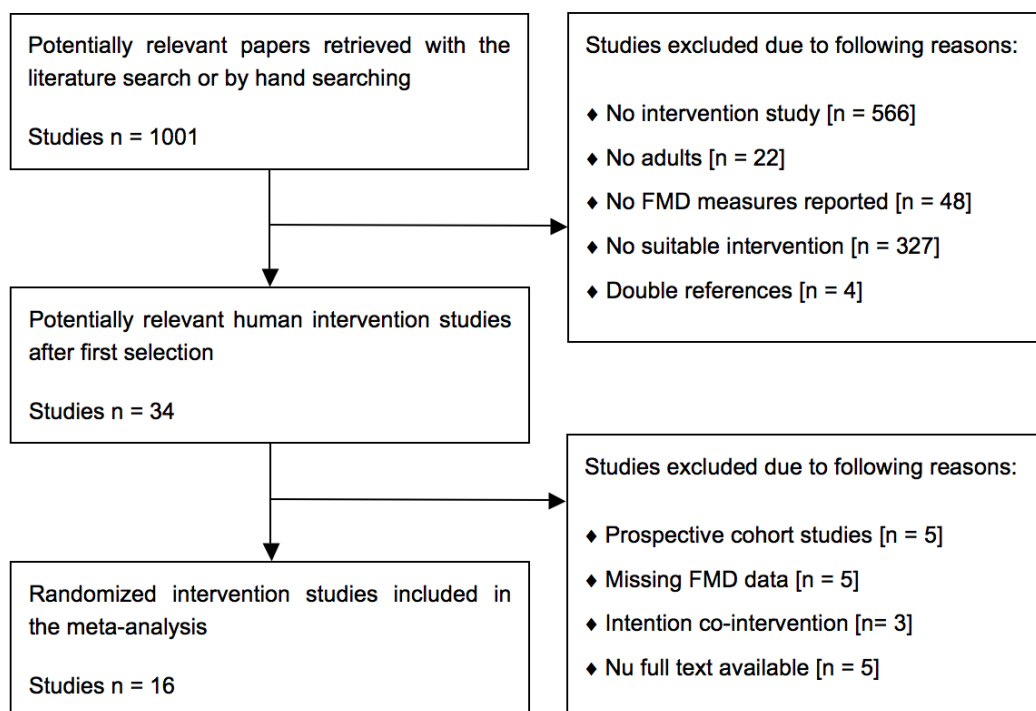 Potentially relevant papers retrieved with the
literature search or by hand searching
Studies n = 1001
Studies excluded due to following reasons:
♦ No intervention study [n = 566]
♦ No adults [n = 22]
♦ No FMD measures reported [n = 48]
♦ No suitable intervention [n = 327]
♦ Double references [n = 4]
Potentially relevant human intervention studies
after first selection
Studies n = 34
Studies excluded due to following reasons:
♦ Prospective cohort studies [n = 5]
♦ Missing FMD data [n = 5]
♦ Intention co-intervention [n= 3]
♦ Nu full text available [n = 5]
Randomized intervention studies included in
the meta-analysis
Studies n = 16